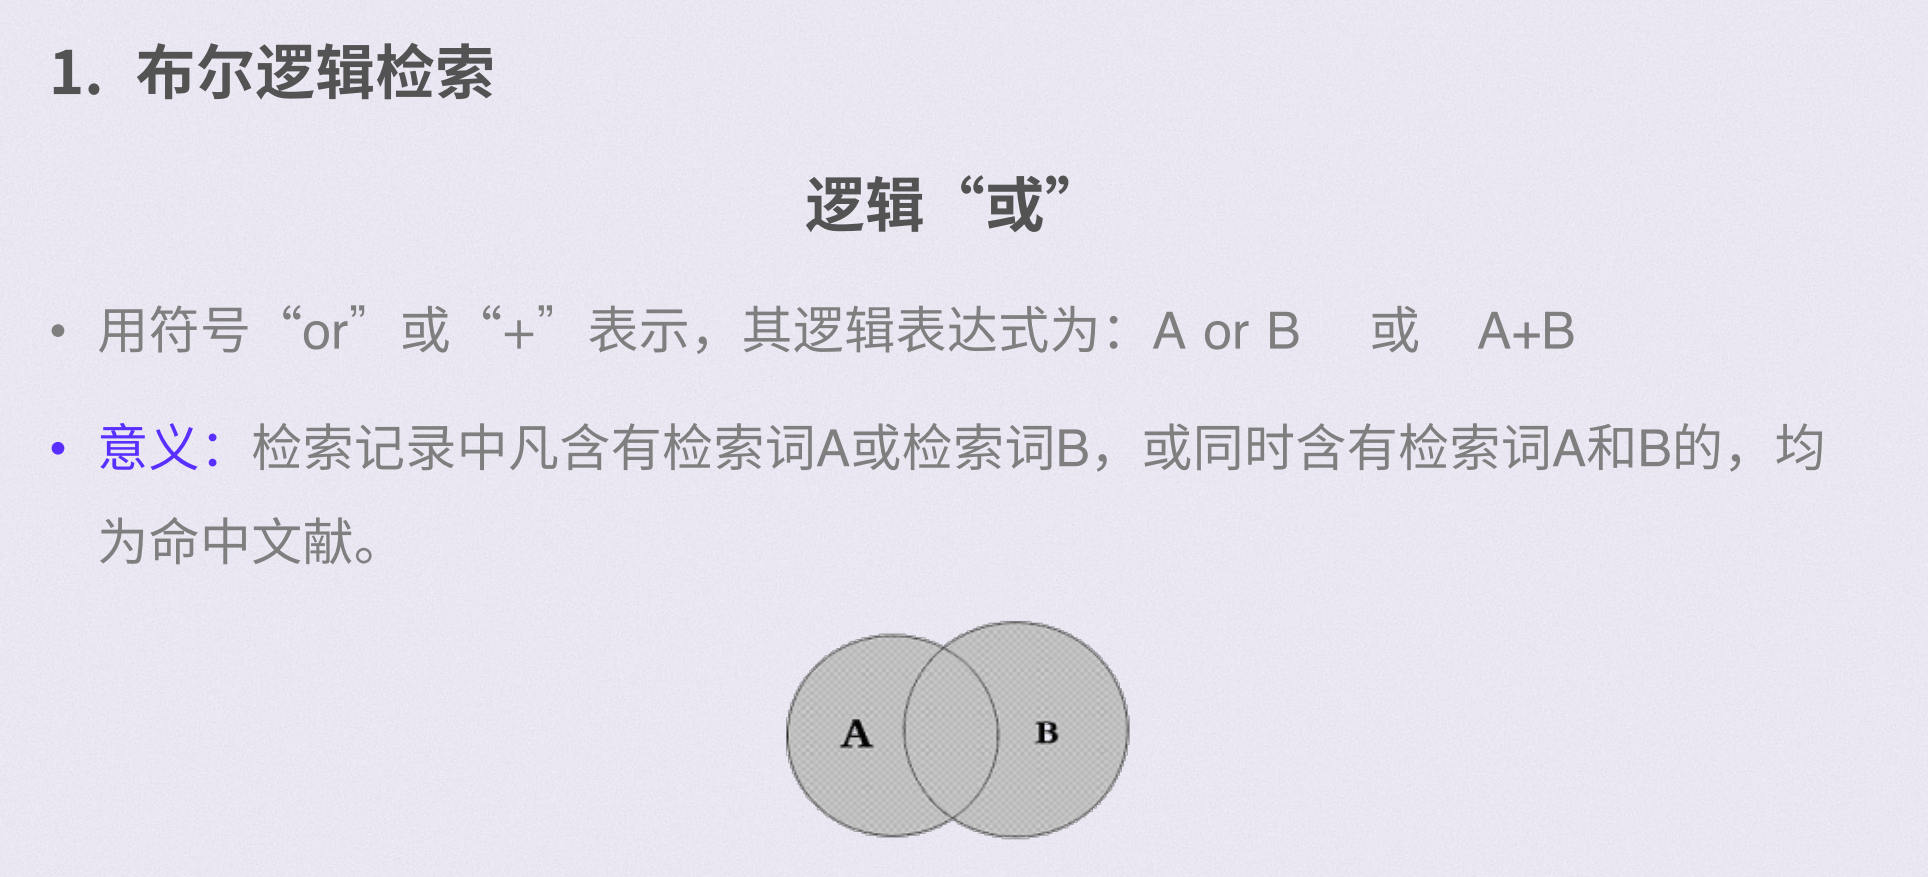 1. 布尔逻辑检索
逻辑“或”
• 用符号“or”或“+”表示，其逻辑表达式为：A or B 或 A+B
• 意义：检索记录中凡含有检索词A或检索词B，或同时含有检索词A和B的，均
为命中文献。
A B